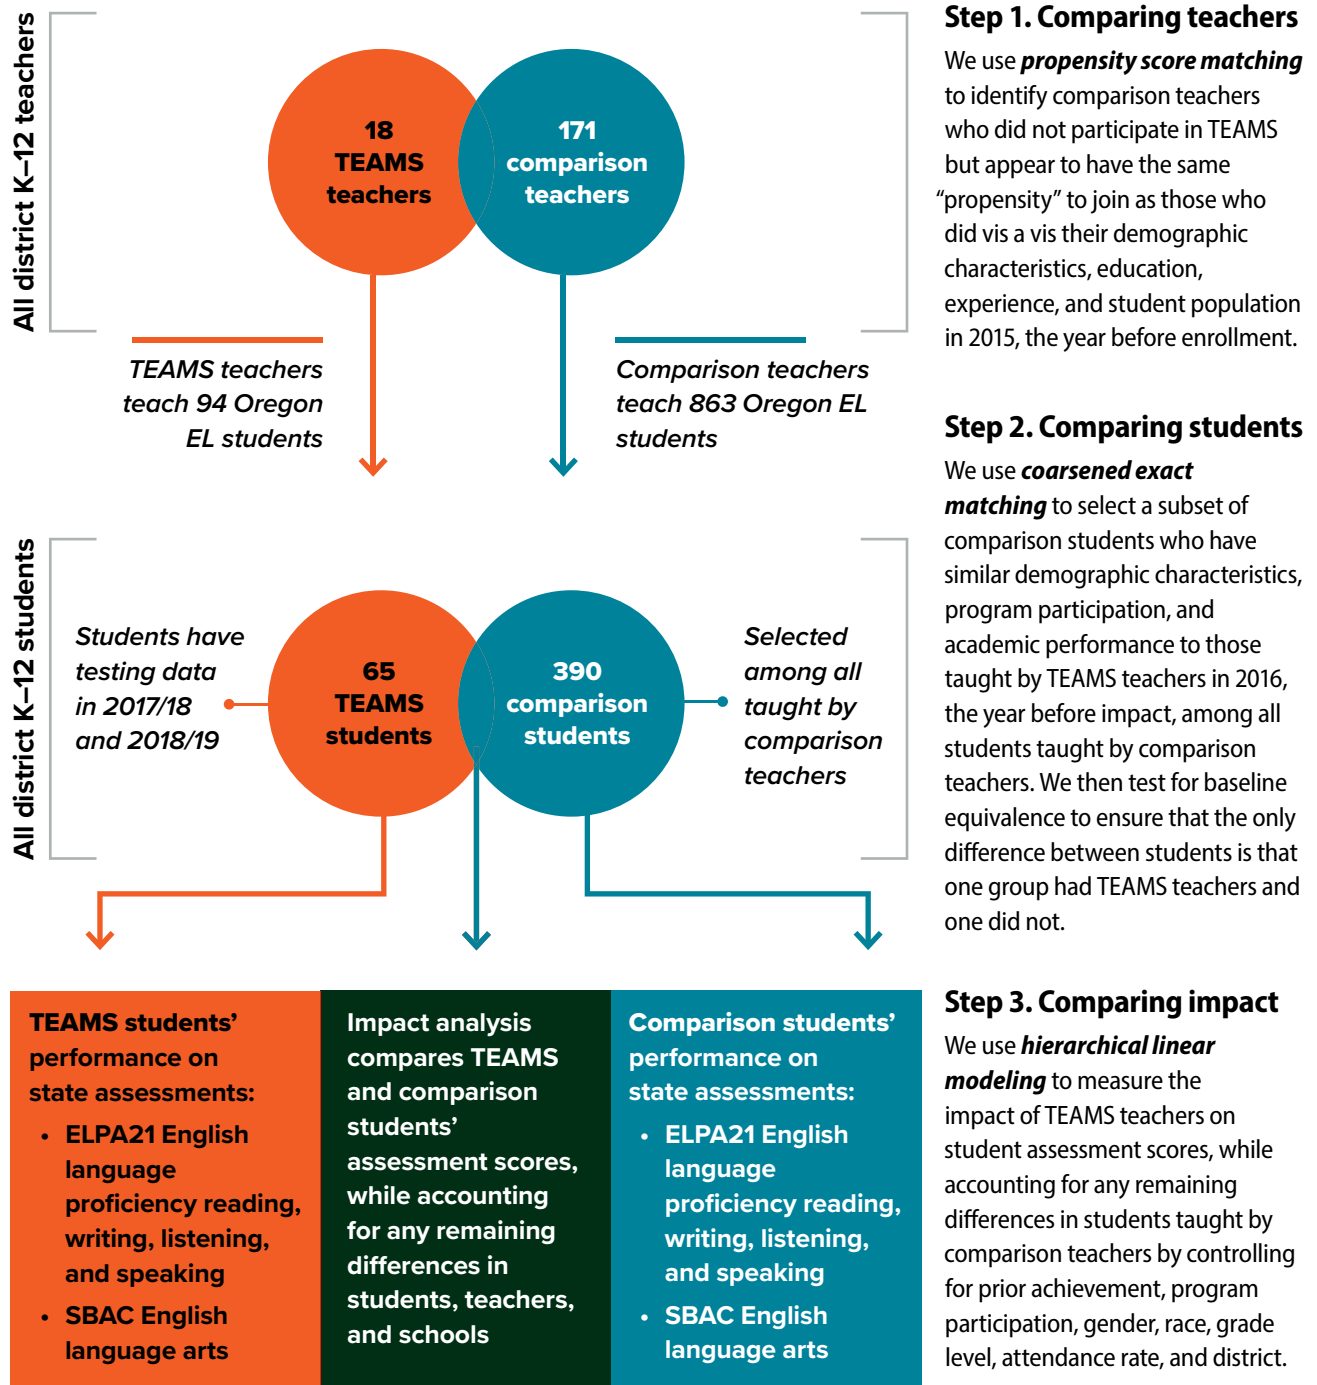 All district K–12 teachers
18
TEAMS
teachers
171
comparison
teachers
TEAMS teachers
teach 94 Oregon
EL students
Comparison teachers
teach 863 Oregon EL
students
All district K–12 students
Students have
testing data
in 2017/18
and 2018/19
65
TEAMS
students
390
comparison
students
Selected
among all
taught by
comparison
teachers
TEAMS students’
performance on
state assessments:
• ELPA21 English
language
proficiency reading,
writing, listening,
and speaking
• SBAC English
language arts
Impact analysis
compares TEAMS
and comparison
students’
assessment scores,
while accounting
for any remaining
differences in
students, teachers,
and schools
Comparison students’
performance on
state assessments:
• ELPA21 English
language
proficiency reading,
writing, listening,
and speaking
• SBAC English
language arts
Step 1. Comparing teachers
We use propensity score matching
to identify comparison teachers
who did not participate in TEAMS
but appear to have the same
“propensity” to join as those who
did vis a vis their demographic
characteristics, education,
experience, and student population
in 2015, the year before enrollment.
Step 2. Comparing students
We use coarsened exact
matching to select a subset of
comparison students who have
similar demographic characteristics,
program participation, and
academic performance to those
taught by TEAMS teachers in 2016,
the year before impact, among all
students taught by comparison
teachers. We then test for baseline
equivalence to ensure that the only
difference between students is that
one group had TEAMS teachers and
one did not.
Step 3. Comparing impact
We use hierarchical linear
modeling to measure the
impact of TEAMS teachers on
student assessment scores, while
accounting for any remaining
differences in students taught by
comparison teachers by controlling
for prior achievement, program
participation, gender, race, grade
level, attendance rate, and district.